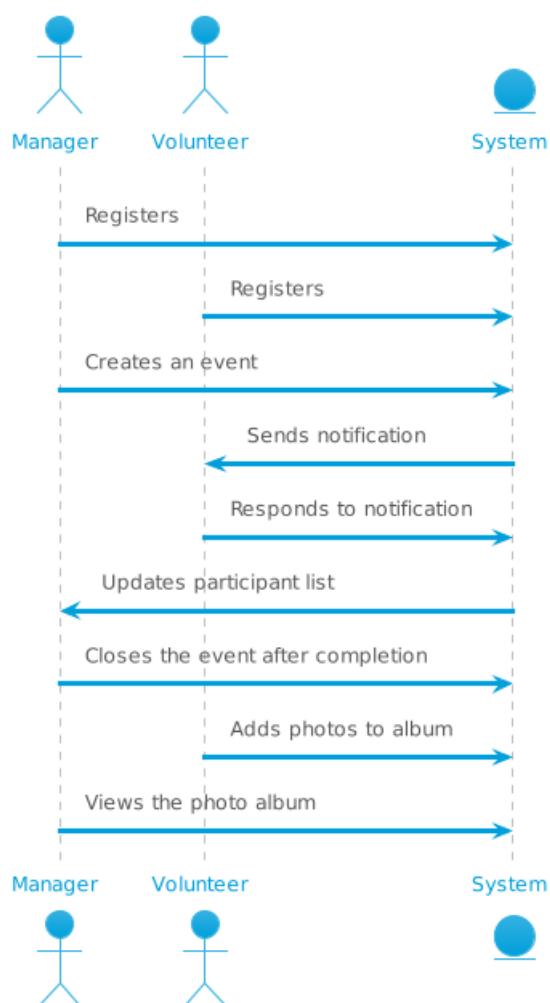 Manager Volunteer System
Registers
Registers
Creates an event
Sends notification
Responds to notification
Updates participant list
Closes the event after completion
Adds photos to album
Views the photo album
Manager Volunteer System